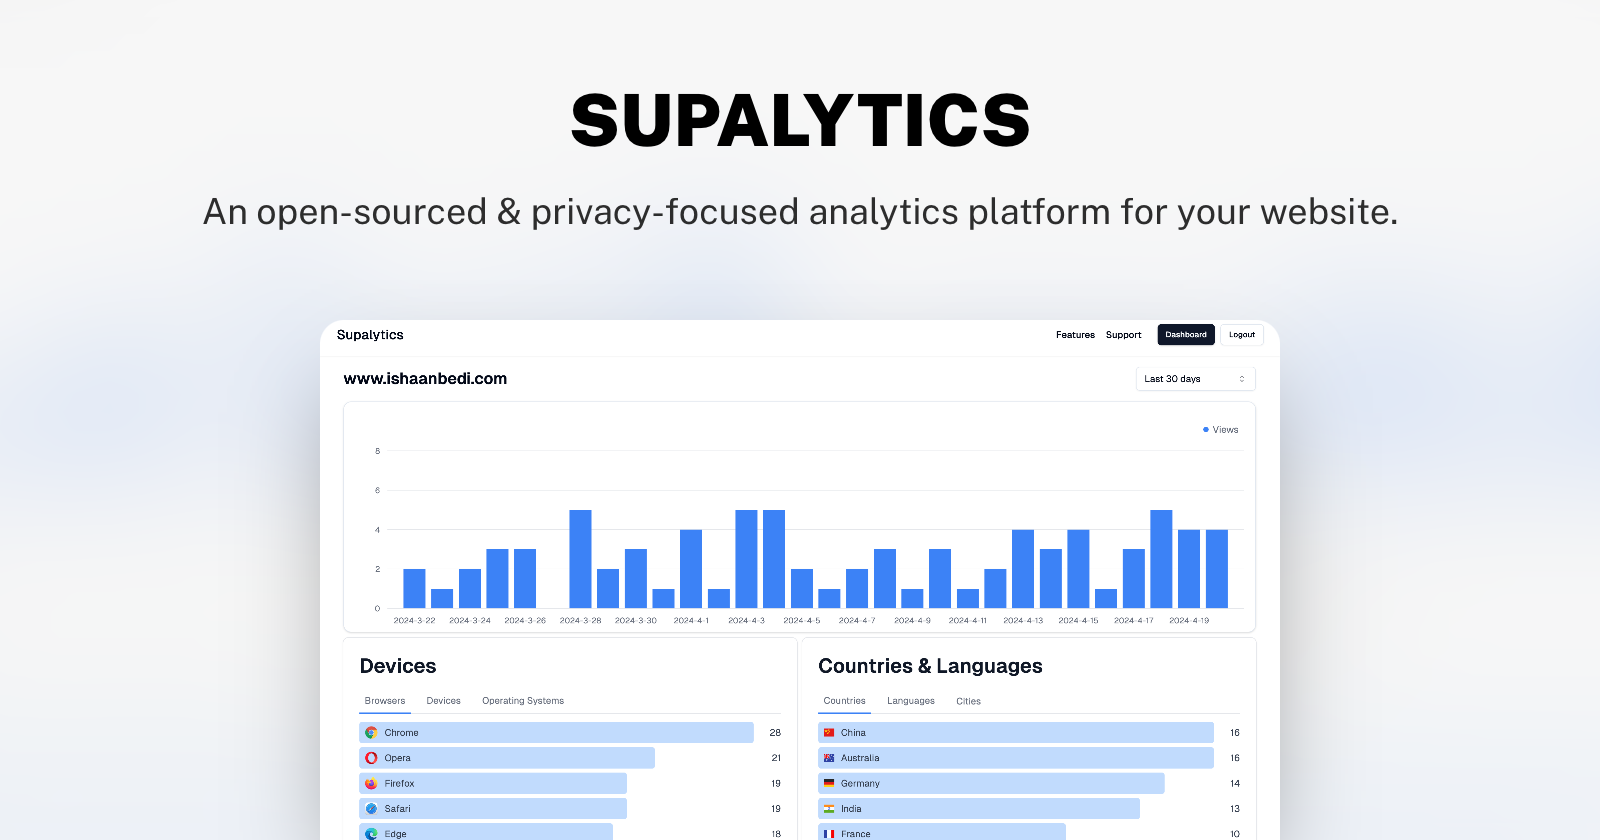 SUPALYTICS
An open-sourced & privacy-focused analytics platform for your website.
Supalytics
Features Support Dashboard Logout
www.ishaanbedi.com
Last 30 days
Views
8
6
4
2
0
2024-3-22 2024-3-24 2024-3-26 2024-3-28 2024-3-30 2024-4-1 2024-4-3 2024-4-5 2024-4-7 2024-4-9 2024-4-11 2024-4-13 2024-4-15 2024-4-17 2024-4-19
Devices
Browsers Devices Operating Systems
Chrome 28
Opera 21
Firefox 19
Safari 19
Edge 18
Countries & Languages
Countries Languages Cities
China 16
Australia 16
Germany 14
India 13
France 10